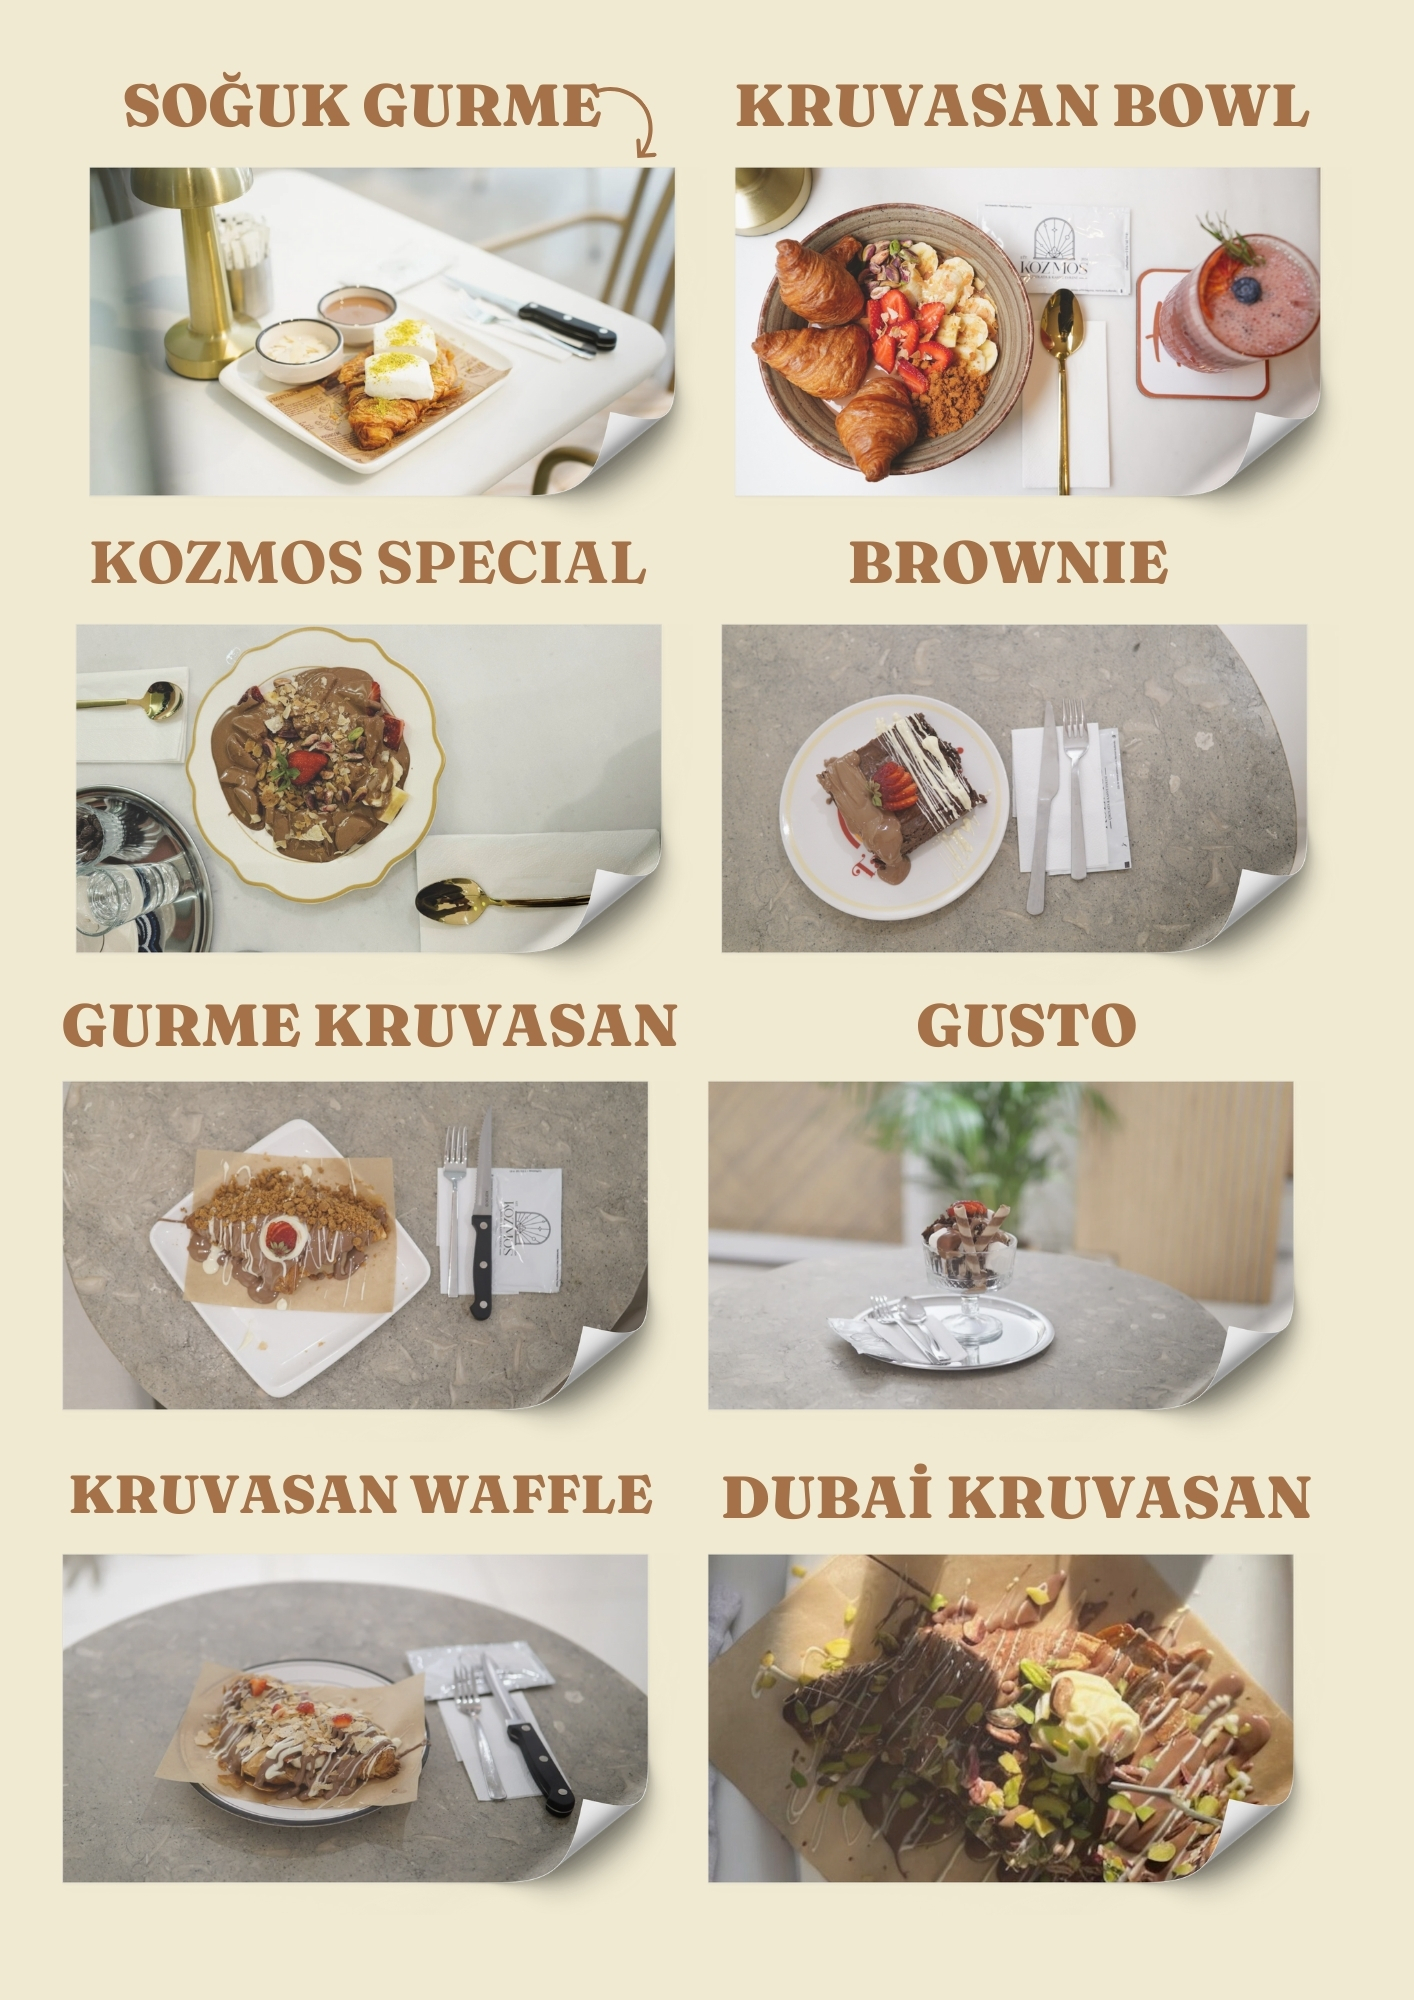 SOĞUK GURME
KRUVASAN BOWL
KOZMOS
KOZMOS SPECIAL
BROWNIE
GURME KRUVASAN
GUSTO
KOZMOS
KRUVASAN WAFFLE
DUBAİ KRUVASAN